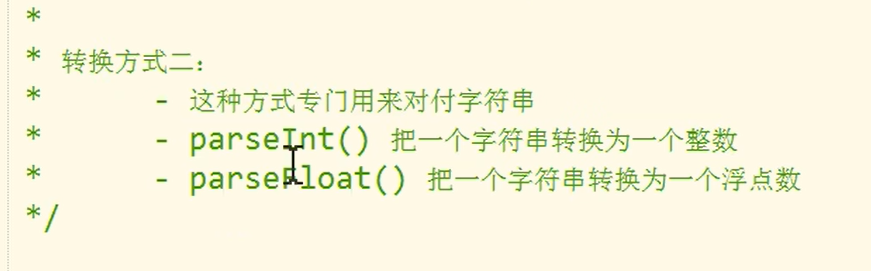 *
* 转换方式二：
* - 这种方式专门用来对付字符串
* - parseInt() 把一个字符串转换为一个整数
* - parseFloat() 把一个字符串转换为一个浮点数
*/